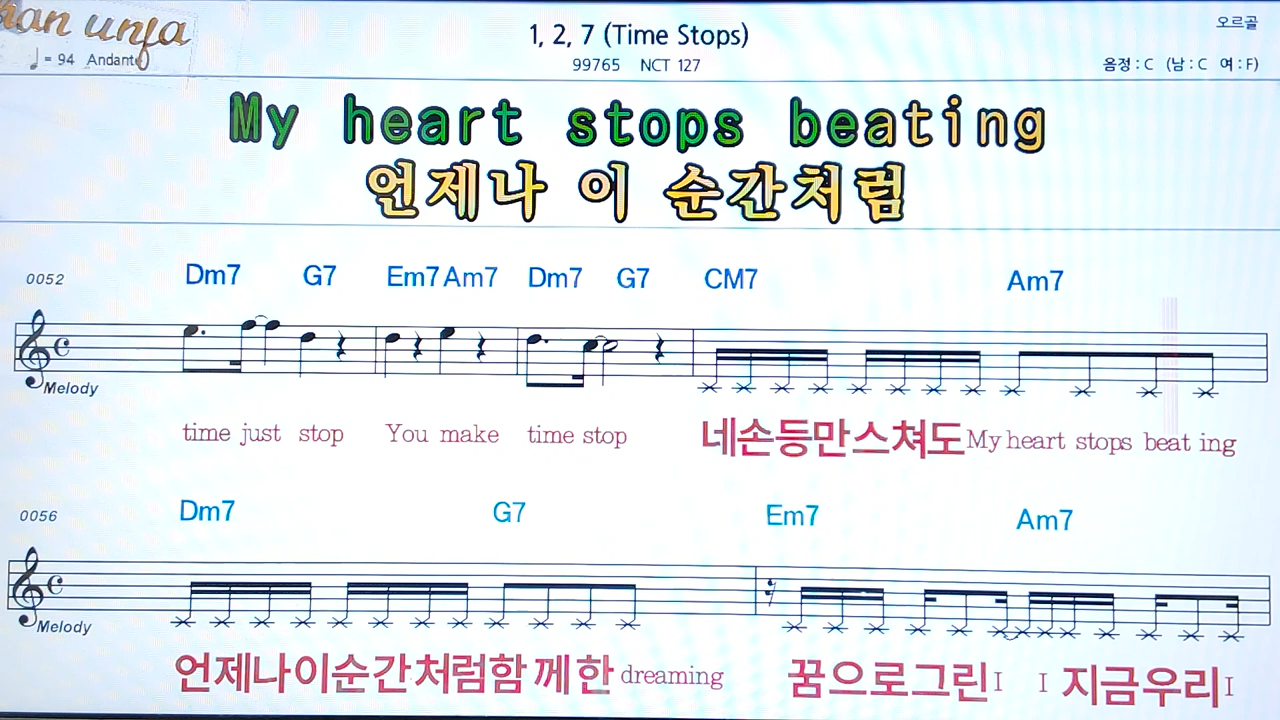 han unja
1, 2, 7 (Time Stops)
오르골
♩= 94 Andante
99765 NCT 127
음정 : C (남 : C 여 : F)
My heart stops beating
언제나 이 순간처럼
0052 Dm7 G7 Em7 Am7 Dm7 G7 CM7 Am7
Melody
time just stop You make time stop 네손등만스쳐도 My heart stops beat ing
0056 Dm7 G7 Em7 Am7
Melody
언제나이순간처럼함께한 dreaming 꿈으로그린 I I 지금우리 I